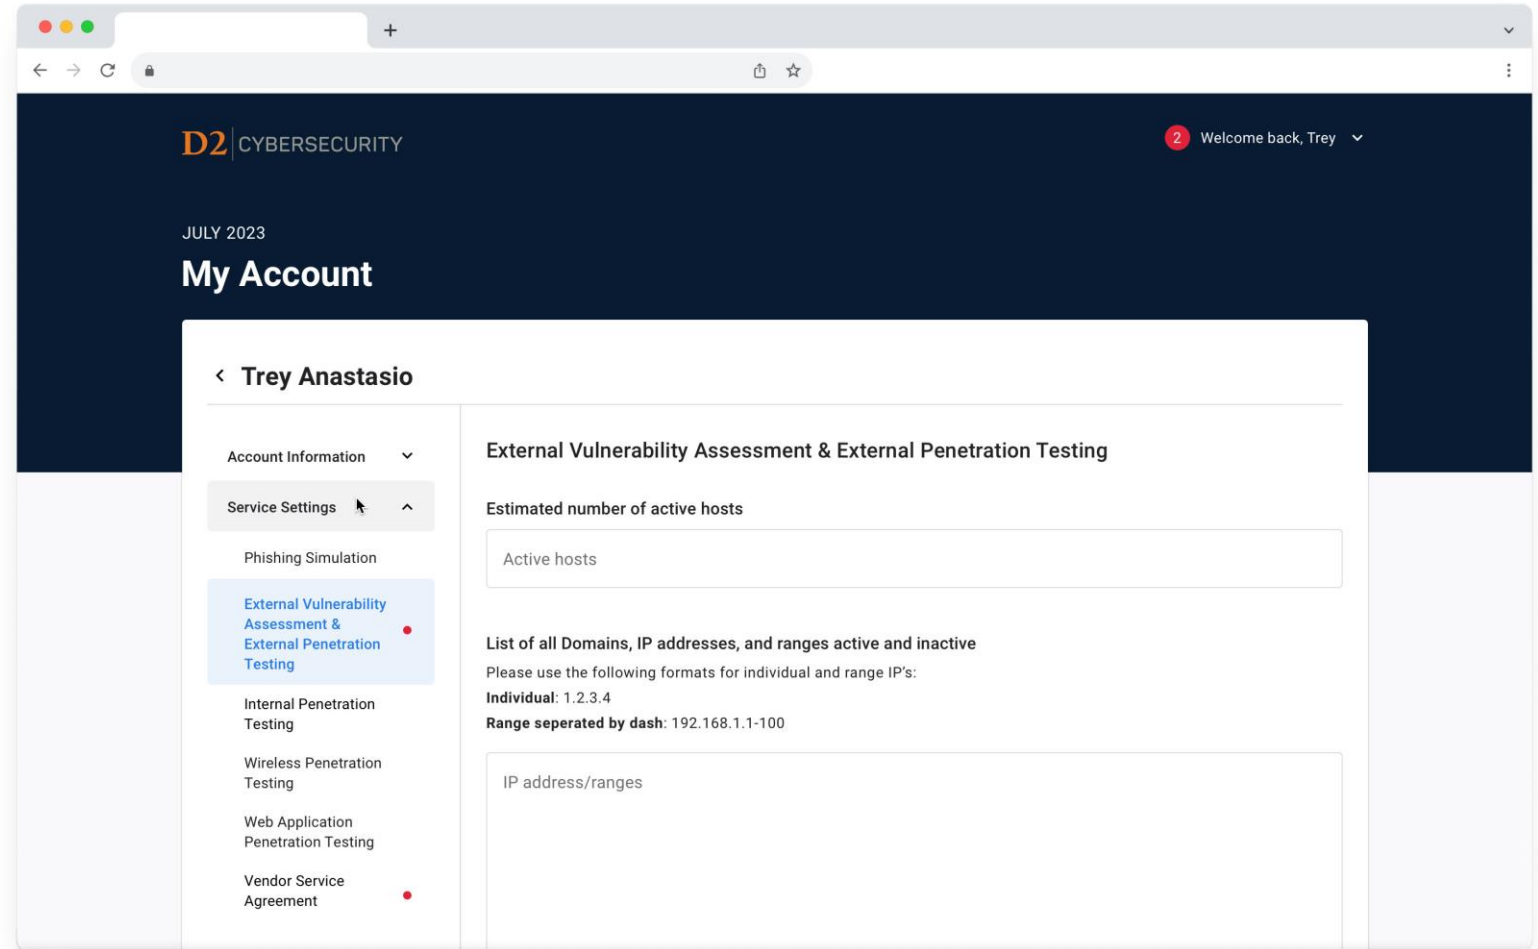 D2 CYBERSECURITY
2 Welcome back, Trey
JULY 2023
My Account
Trey Anastasio
Account Information
Service Settings
Phishing Simulation
External Vulnerability
Assessment &
External Penetration
Testing
Internal Penetration
Testing
Wireless Penetration
Testing
Web Application
Penetration Testing
Vendor Service
Agreement
External Vulnerability Assessment & External Penetration Testing
Estimated number of active hosts
Active hosts
List of all Domains, IP addresses, and ranges active and inactive
Please use the following formats for individual and range IP's:
Individual: 1.2.3.4
Range seperated by dash: 192.168.1.1-100
IP address/ranges